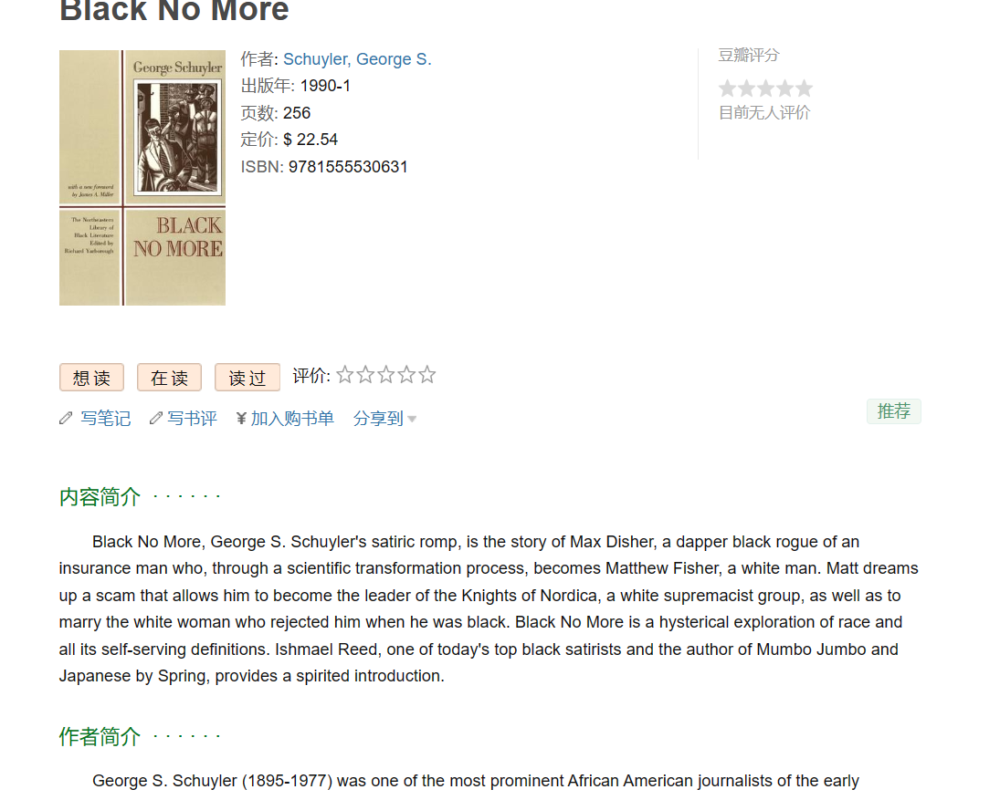 Black No More
George Schuyler
with a new foreword
by James A. Miller
The Northeastern
Library of
Black Literature
Edited by
Richard Yarborough
BLACK
NO MORE
作者: Schuyler, George S.
出版年: 1990-1
页数: 256
定价: $ 22.54
ISBN: 9781555530631
豆瓣评分
目前无人评价
想读 在读 读过 评价:
写笔记 写书评 ¥加入购书单 分享到
推荐
内容简介 · · · · · ·
Black No More, George S. Schuyler's satiric romp, is the story of Max Disher, a dapper black rogue of an
insurance man who, through a scientific transformation process, becomes Matthew Fisher, a white man. Matt dreams
up a scam that allows him to become the leader of the Knights of Nordica, a white supremacist group, as well as to
marry the white woman who rejected him when he was black. Black No More is a hysterical exploration of race and
all its self-serving definitions. Ishmael Reed, one of today's top black satirists and the author of Mumbo Jumbo and
Japanese by Spring, provides a spirited introduction.
作者简介 · · · · · ·
George S. Schuyler (1895-1977) was one of the most prominent African American journalists of the early